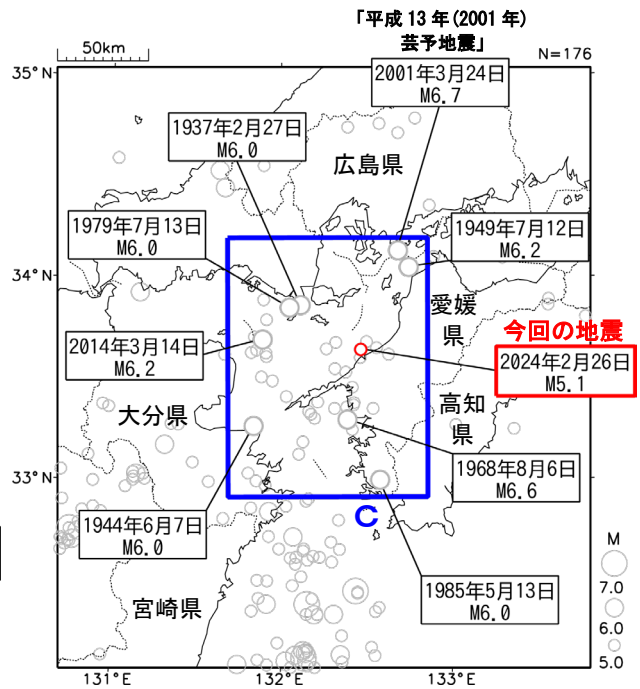 「平成 13 年(2001 年)
芸予地震」
50km
N=176
35°N
2001年3月24日
M6.7
1937年2月27日
M6.0
広島県
1979年7月13日
M6.0
1949年7月12日
M6.2
34°N
愛媛
県
今回の地震
2024年2月26日
M5.1
2014年3月14日
M6.2
大分県
高知
県
33°N
1968年8月6日
M6.6
1944年6月7日
M6.0
C
1985年5月13日
M6.0
宮崎県
M
7.0
6.0
5.0
131°E
132°E
133°E